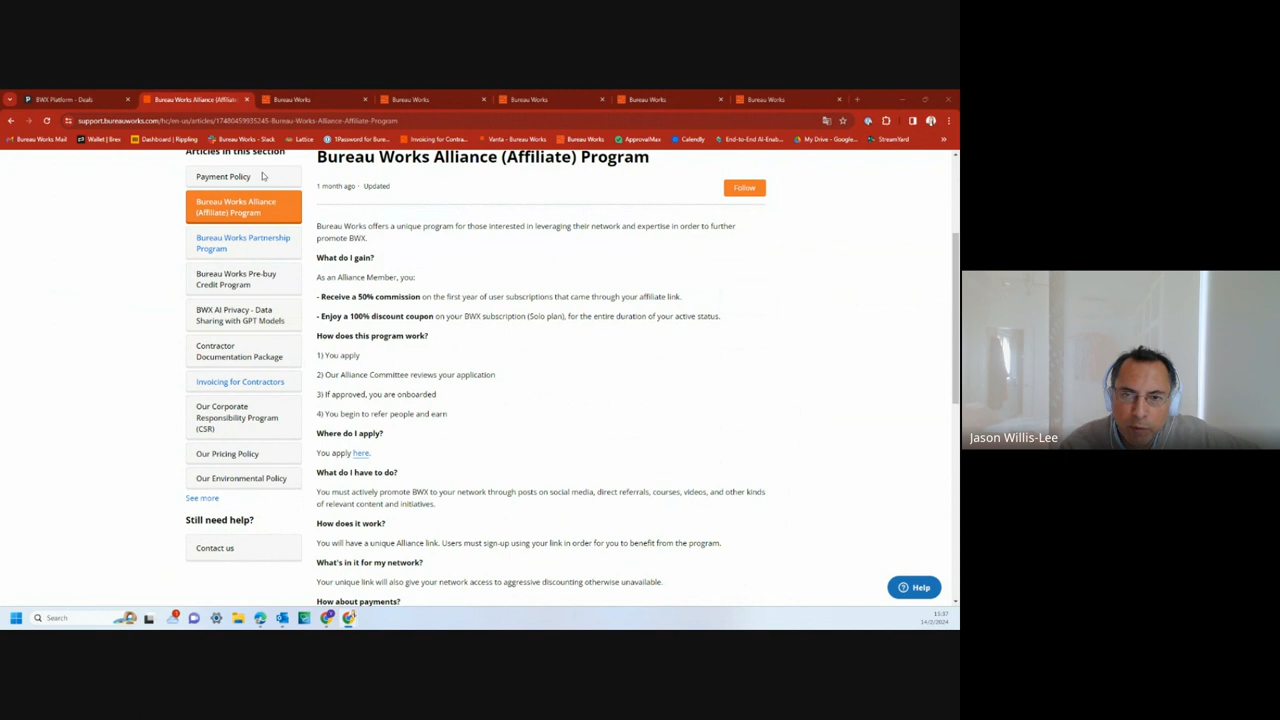 BWX Platform - Deals
Bureau Works Alliance (Affiliate)
Bureau Works
Bureau Works
Bureau Works
Bureau Works
Bureau Works
support.bureauworks.com/hc/en-us/articles/17480459935245-Bureau-Works-Alliance-Affiliate-Program
Bureau Works Mail
Wallet | Brex
Dashboard | Rippling
Bureau Works - Slack
Lattice
1Password for Bure...
Invoicing for Contra...
Vanta - Bureau Works
Bureau Works
ApprovalMax
Calendly
End-to-End AI-Enab...
My Drive - Google...
StreamYard
Articles in this section
Payment Policy
Bureau Works Alliance
(Affiliate) Program
Bureau Works Partnership
Program
Bureau Works Pre-buy
Credit Program
BWX AI Privacy - Data
Sharing with GPT Models
Contractor
Documentation Package
Invoicing for Contractors
Our Corporate
Responsibility Program
(CSR)
Our Pricing Policy
Our Environmental Policy
See more
Still need help?
Contact us
Bureau Works Alliance (Affiliate) Program
1 month ago · Updated
Follow
Bureau Works offers a unique program for those interested in leveraging their network and expertise in order to further
promote BWX.
What do I gain?
As an Alliance Member, you:
- Receive a 50% commission on the first year of user subscriptions that came through your affiliate link.
- Enjoy a 100% discount coupon on your BWX subscription (Solo plan), for the entire duration of your active status.
How does this program work?
1) You apply
2) Our Alliance Committee reviews your application
3) If approved, you are onboarded
4) You begin to refer people and earn
Where do I apply?
You apply here.
What do I have to do?
You must actively promote BWX to your network through posts on social media, direct referrals, courses, videos, and other kinds
of relevant content and initiatives.
How does it work?
You will have a unique Alliance link. Users must sign-up using your link in order for you to benefit from the program.
What's in it for my network?
Your unique link will also give your network access to aggressive discounting otherwise unavailable.
How about payments?
Help
Jason Willis-Lee
Search
15:37
14/2/2024